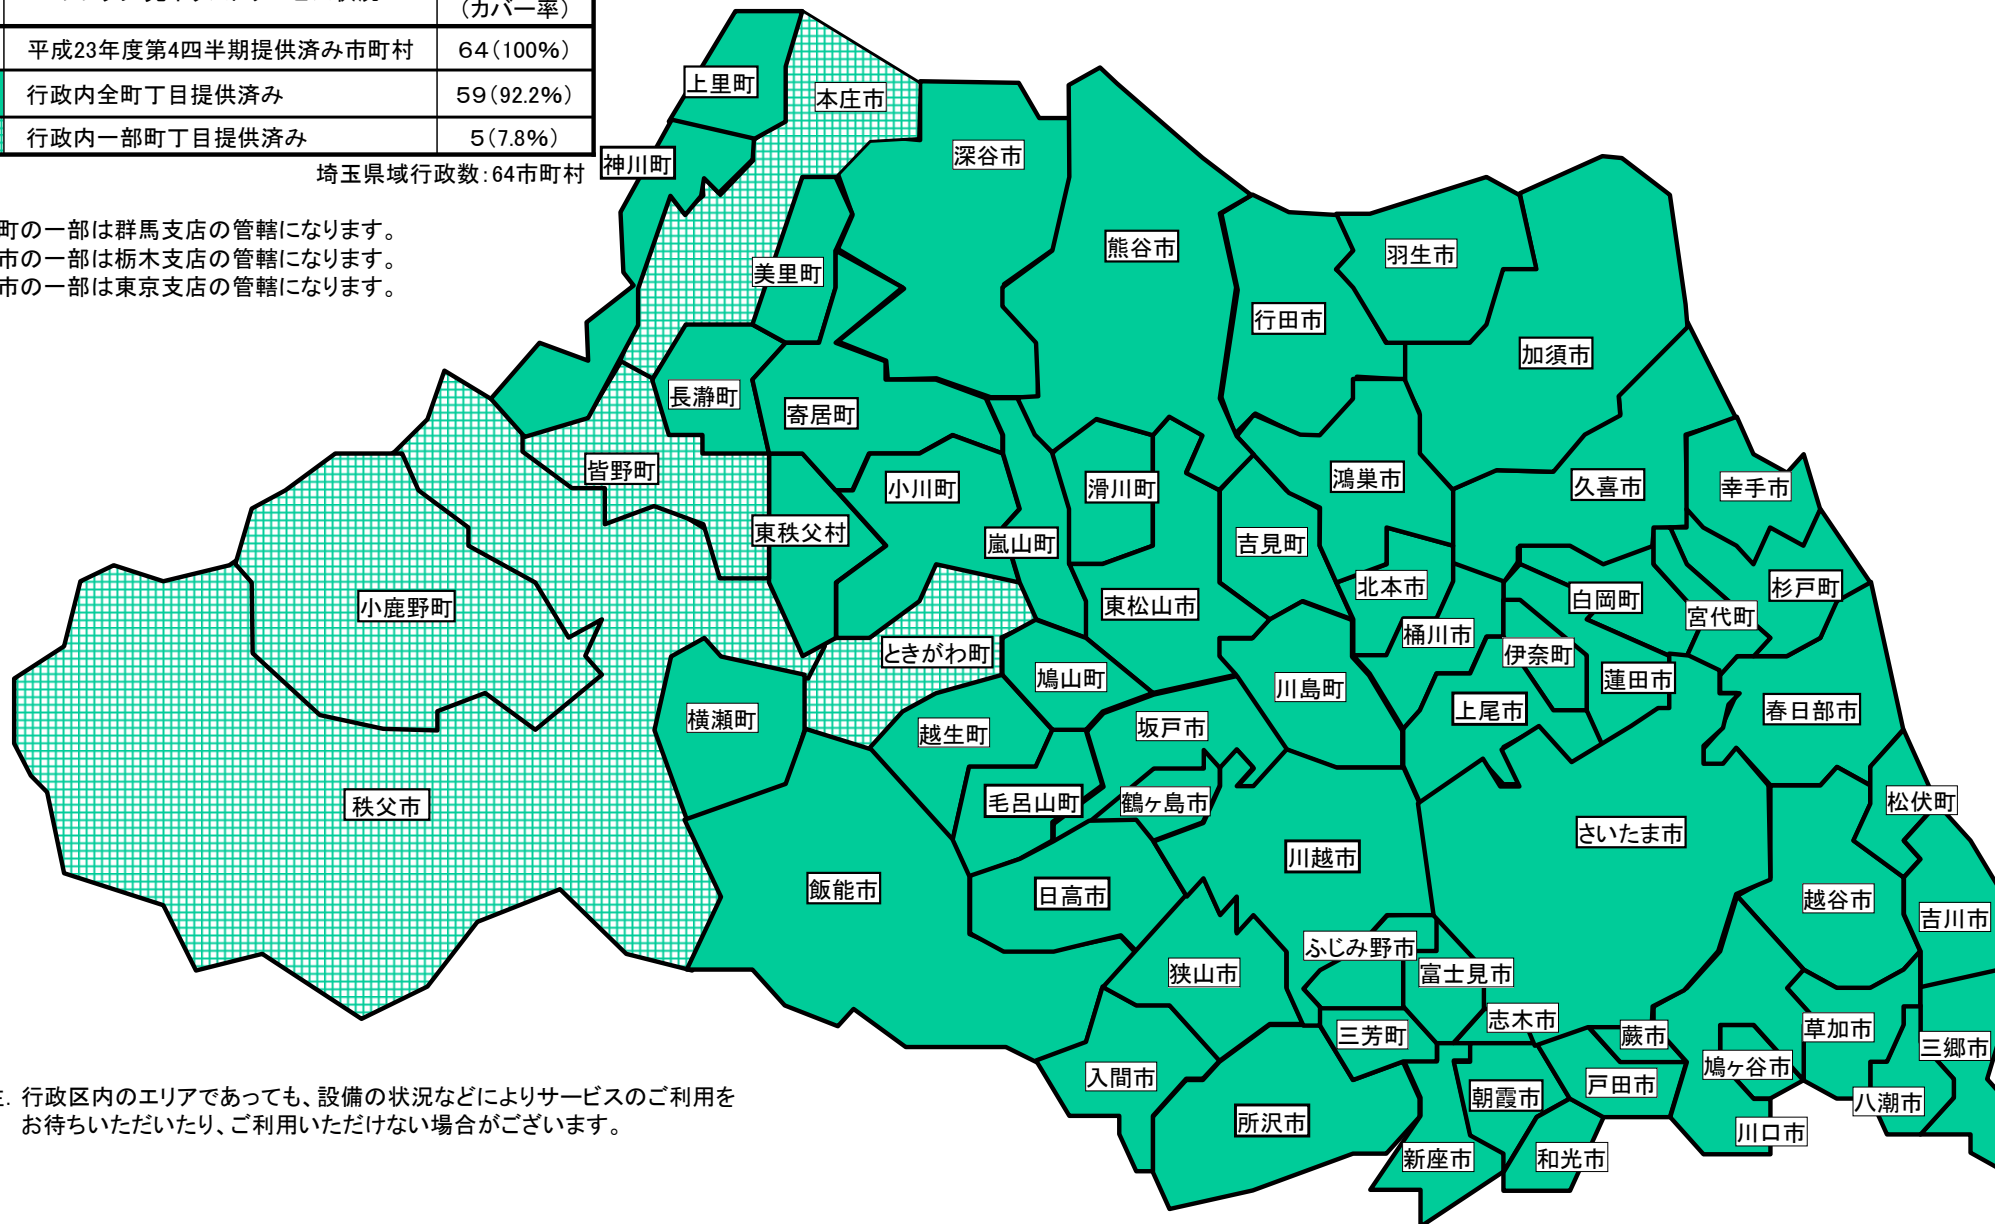 (カバー率)
平成23年度第4四半期提供済み市町村 64(100%)
行政内全町丁目提供済み 59(92.2%)
行政内一部町丁目提供済み 5(7.8%)
埼玉県域行政数:64市町村
町の一部は群馬支店の管轄になります。
市の一部は栃木支店の管轄になります。
市の一部は東京支店の管轄になります。
上里町
本庄市
神川町
深谷市
熊谷市
羽生市
美里町
行田市
加須市
長瀞町
寄居町
皆野町
小川町
滑川町
鴻巣市
久喜市
幸手市
東秩父村
嵐山町
吉見町
北本市
白岡町
杉戸町
小鹿野町
東松山市
宮代町
桶川市
ときがわ町
伊奈町
鳩山町
川島町
蓮田市
横瀬町
越生町
坂戸市
上尾市
春日部市
秩父市
毛呂山町
鶴ヶ島市
松伏町
さいたま市
川越市
飯能市
日高市
越谷市
吉川市
ふじみ野市
狭山市
富士見市
志木市
三芳町
蕨市
草加市
三郷市
鳩ヶ谷市
入間市
戸田市
朝霞市
八潮市
所沢市
川口市
新座市
和光市
. 行政区内のエリアであっても、設備の状況などによりサービスのご利用を
お待ちいただいたり、ご利用いただけない場合がございます。